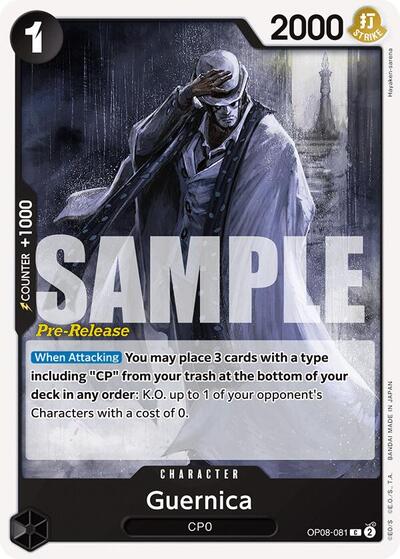 1
2000
打
STRIKE
Hayaken-sarena
COUNTER +1000
SAMPLE
Pre-Release
When Attacking You may place 3 cards with a type
including "CP" from your trash at the bottom of your
deck in any order: K.O. up to 1 of your opponent's
Characters with a cost of 0.
CHARACTER
Guernica
CP0
OP08-081 C 2
©E.O./S. ©E.O./S., T.A. BANDAI MADE IN JAPAN